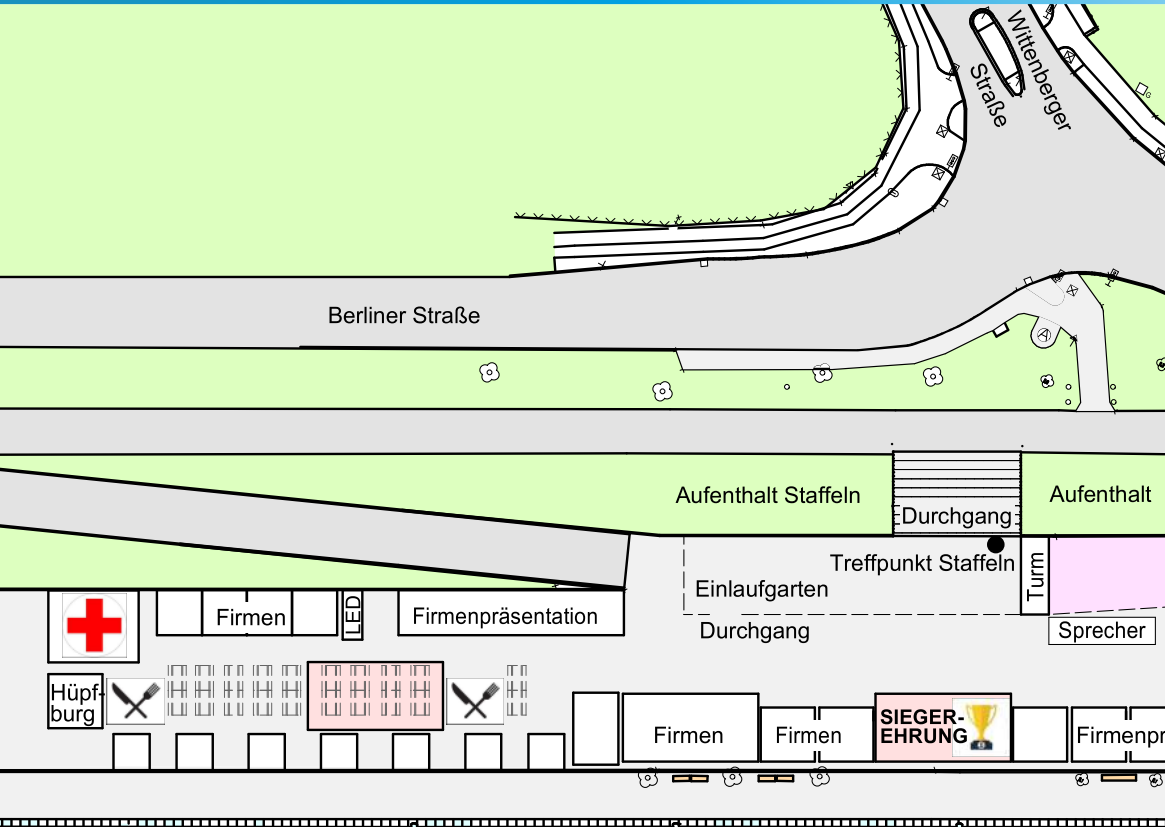 Wittenberger
Straße
Berliner Straße
Aufenthalt Staffeln
Aufenthalt
Durchgang
Treffpunkt Staffeln
Turm
Einlaufgarten
Durchgang
Sprecher
Firmen
LED
Firmenpräsentation
Hüpf-
burg
SIEGER-
EHRUNG
Firmen
Firmen
Firmenpr